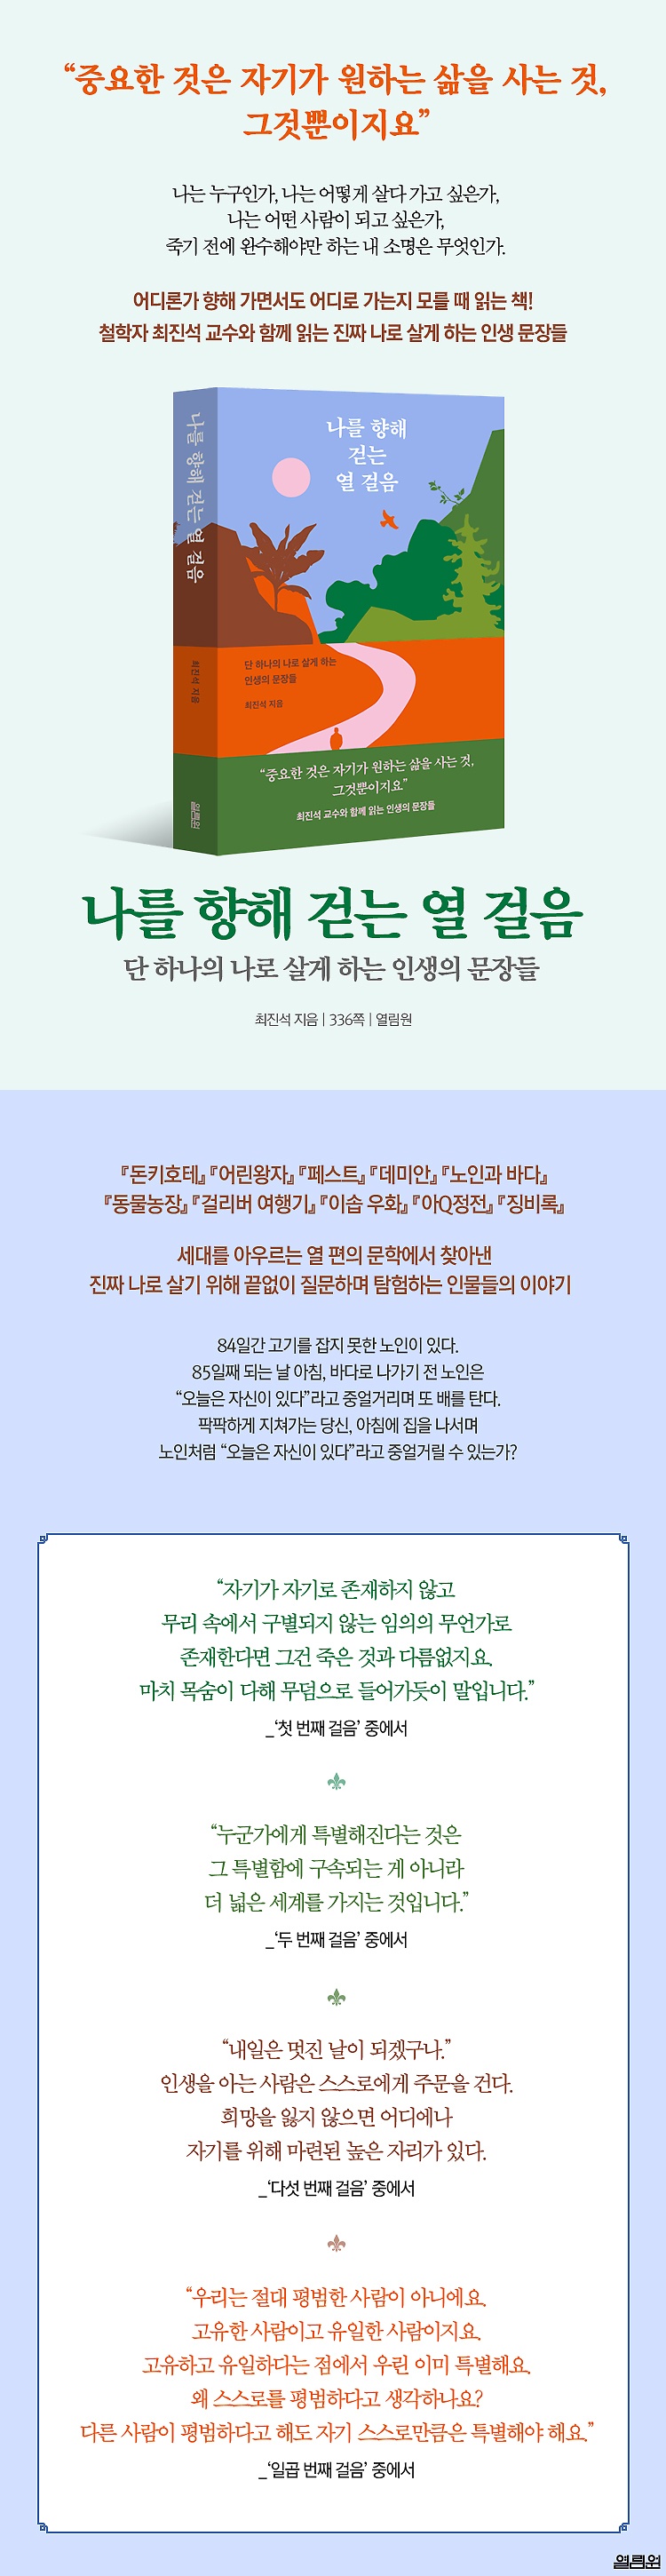 “중요한 것은 자기가 원하는 삶을 사는 것,
그것뿐이지요”
나는 누구인가, 나는 어떻게 살다 가고 싶은가,
나는 어떤 사람이 되고 싶은가,
죽기 전에 완수해야만 하는 내 소명은 무엇인가.
어디론가 향해 가면서도 어디로 가는지 모를 때 읽는 책!
철학자 최진석 교수와 함께 읽는 진짜 나로 살게 하는 인생 문장들
나를 향해 걷는 열 걸음
최진석 지음
열림원
나를 향해
걷는
열 걸음
단 하나의 나로 살게 하는
인생의 문장들
최진석 지음
“중요한 것은 자기가 원하는 삶을 사는 것,
그것뿐이지요”
최진석 교수와 함께 읽는 인생의 문장들
나를 향해 걷는 열 걸음
단 하나의 나로 살게 하는 인생의 문장들
최진석 지음 | 336쪽 | 열림원
『돈키호테』 『어린왕자』 『페스트』 『데미안』 『노인과 바다』
『동물농장』 『걸리버 여행기』 『이솝 우화』 『아Q정전』 『징비록』
세대를 아우르는 열 편의 문학에서 찾아낸
진짜 나로 살기 위해 끝없이 질문하며 탐험하는 인물들의 이야기
84일간 고기를 잡지 못한 노인이 있다.
85일째 되는 날 아침, 바다로 나가기 전 노인은
“오늘은 자신이 있다”라고 중얼거리며 또 배를 탄다.
팍팍하게 지쳐가는 당신, 아침에 집을 나서며
노인처럼 “오늘은 자신이 있다”라고 중얼거릴 수 있는가?
“자기가 자기로 존재하지 않고
무리 속에서 구별되지 않는 임의의 무언가로
존재한다면 그건 죽은 것과 다름없지요.
마치 목숨이 다해 무덤으로 들어가듯이 말입니다.”
_‘첫 번째 걸음’ 중에서
“누군가에게 특별해진다는 것은
그 특별함에 구속되는 게 아니라
더 넓은 세계를 가지는 것입니다.”
_‘두 번째 걸음’ 중에서
“내일은 멋진 날이 되겠구나.”
인생을 아는 사람은 스스로에게 주문을 건다.
희망을 잃지 않으면 어디에나
자기를 위해 마련된 높은 자리가 있다.
_‘다섯 번째 걸음’ 중에서
“우리는 절대 평범한 사람이 아니에요.
고유한 사람이고 유일한 사람이지요.
고유하고 유일하다는 점에서 우린 이미 특별해요.
왜 스스로를 평범하다고 생각하나요?
다른 사람이 평범하다고 해도 자기 스스로만큼은 특별해야 해요.”
_‘일곱 번째 걸음’ 중에서
열림원